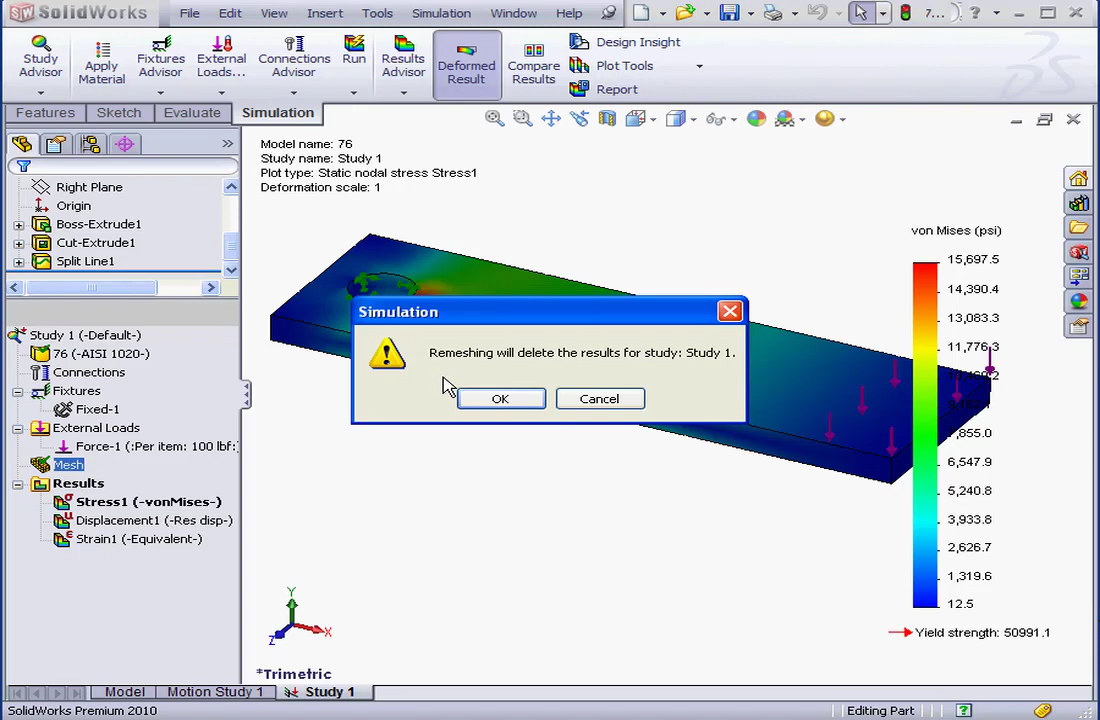 SolidWorks File Edit View Insert Tools Simulation Window Help 7... ?
Study Advisor
Apply Material
Fixtures Advisor
External Loads...
Connections Advisor
Run
Results Advisor
Deformed Result
Compare Results
Design Insight
Plot Tools
Report
Features Sketch Evaluate Simulation
Model name: 76
Study name: Study 1
Plot type: Static nodal stress Stress1
Deformation scale: 1
Right Plane
Origin
Boss-Extrude1
Cut-Extrude1
Split Line1
Study 1 (-Default-)
76 (-AISI 1020-)
Connections
Fixtures
Fixed-1
External Loads
Force-1 (:Per item: 100 lbf:
Mesh
Results
Stress1 (-vonMises-)
Displacement1 (-Res disp-)
Strain1 (-Equivalent-)
Simulation
Remeshing will delete the results for study: Study 1.
OK Cancel
von Mises (psi)
15,697.5
14,390.4
13,083.3
11,776.3
7,855.0
6,547.9
5,240.8
3,933.8
2,626.7
1,319.6
12.5
Yield strength: 50991.1
Y
X
Z
*Trimetric
Model Motion Study 1 Study 1
SolidWorks Premium 2010 Editing Part ?